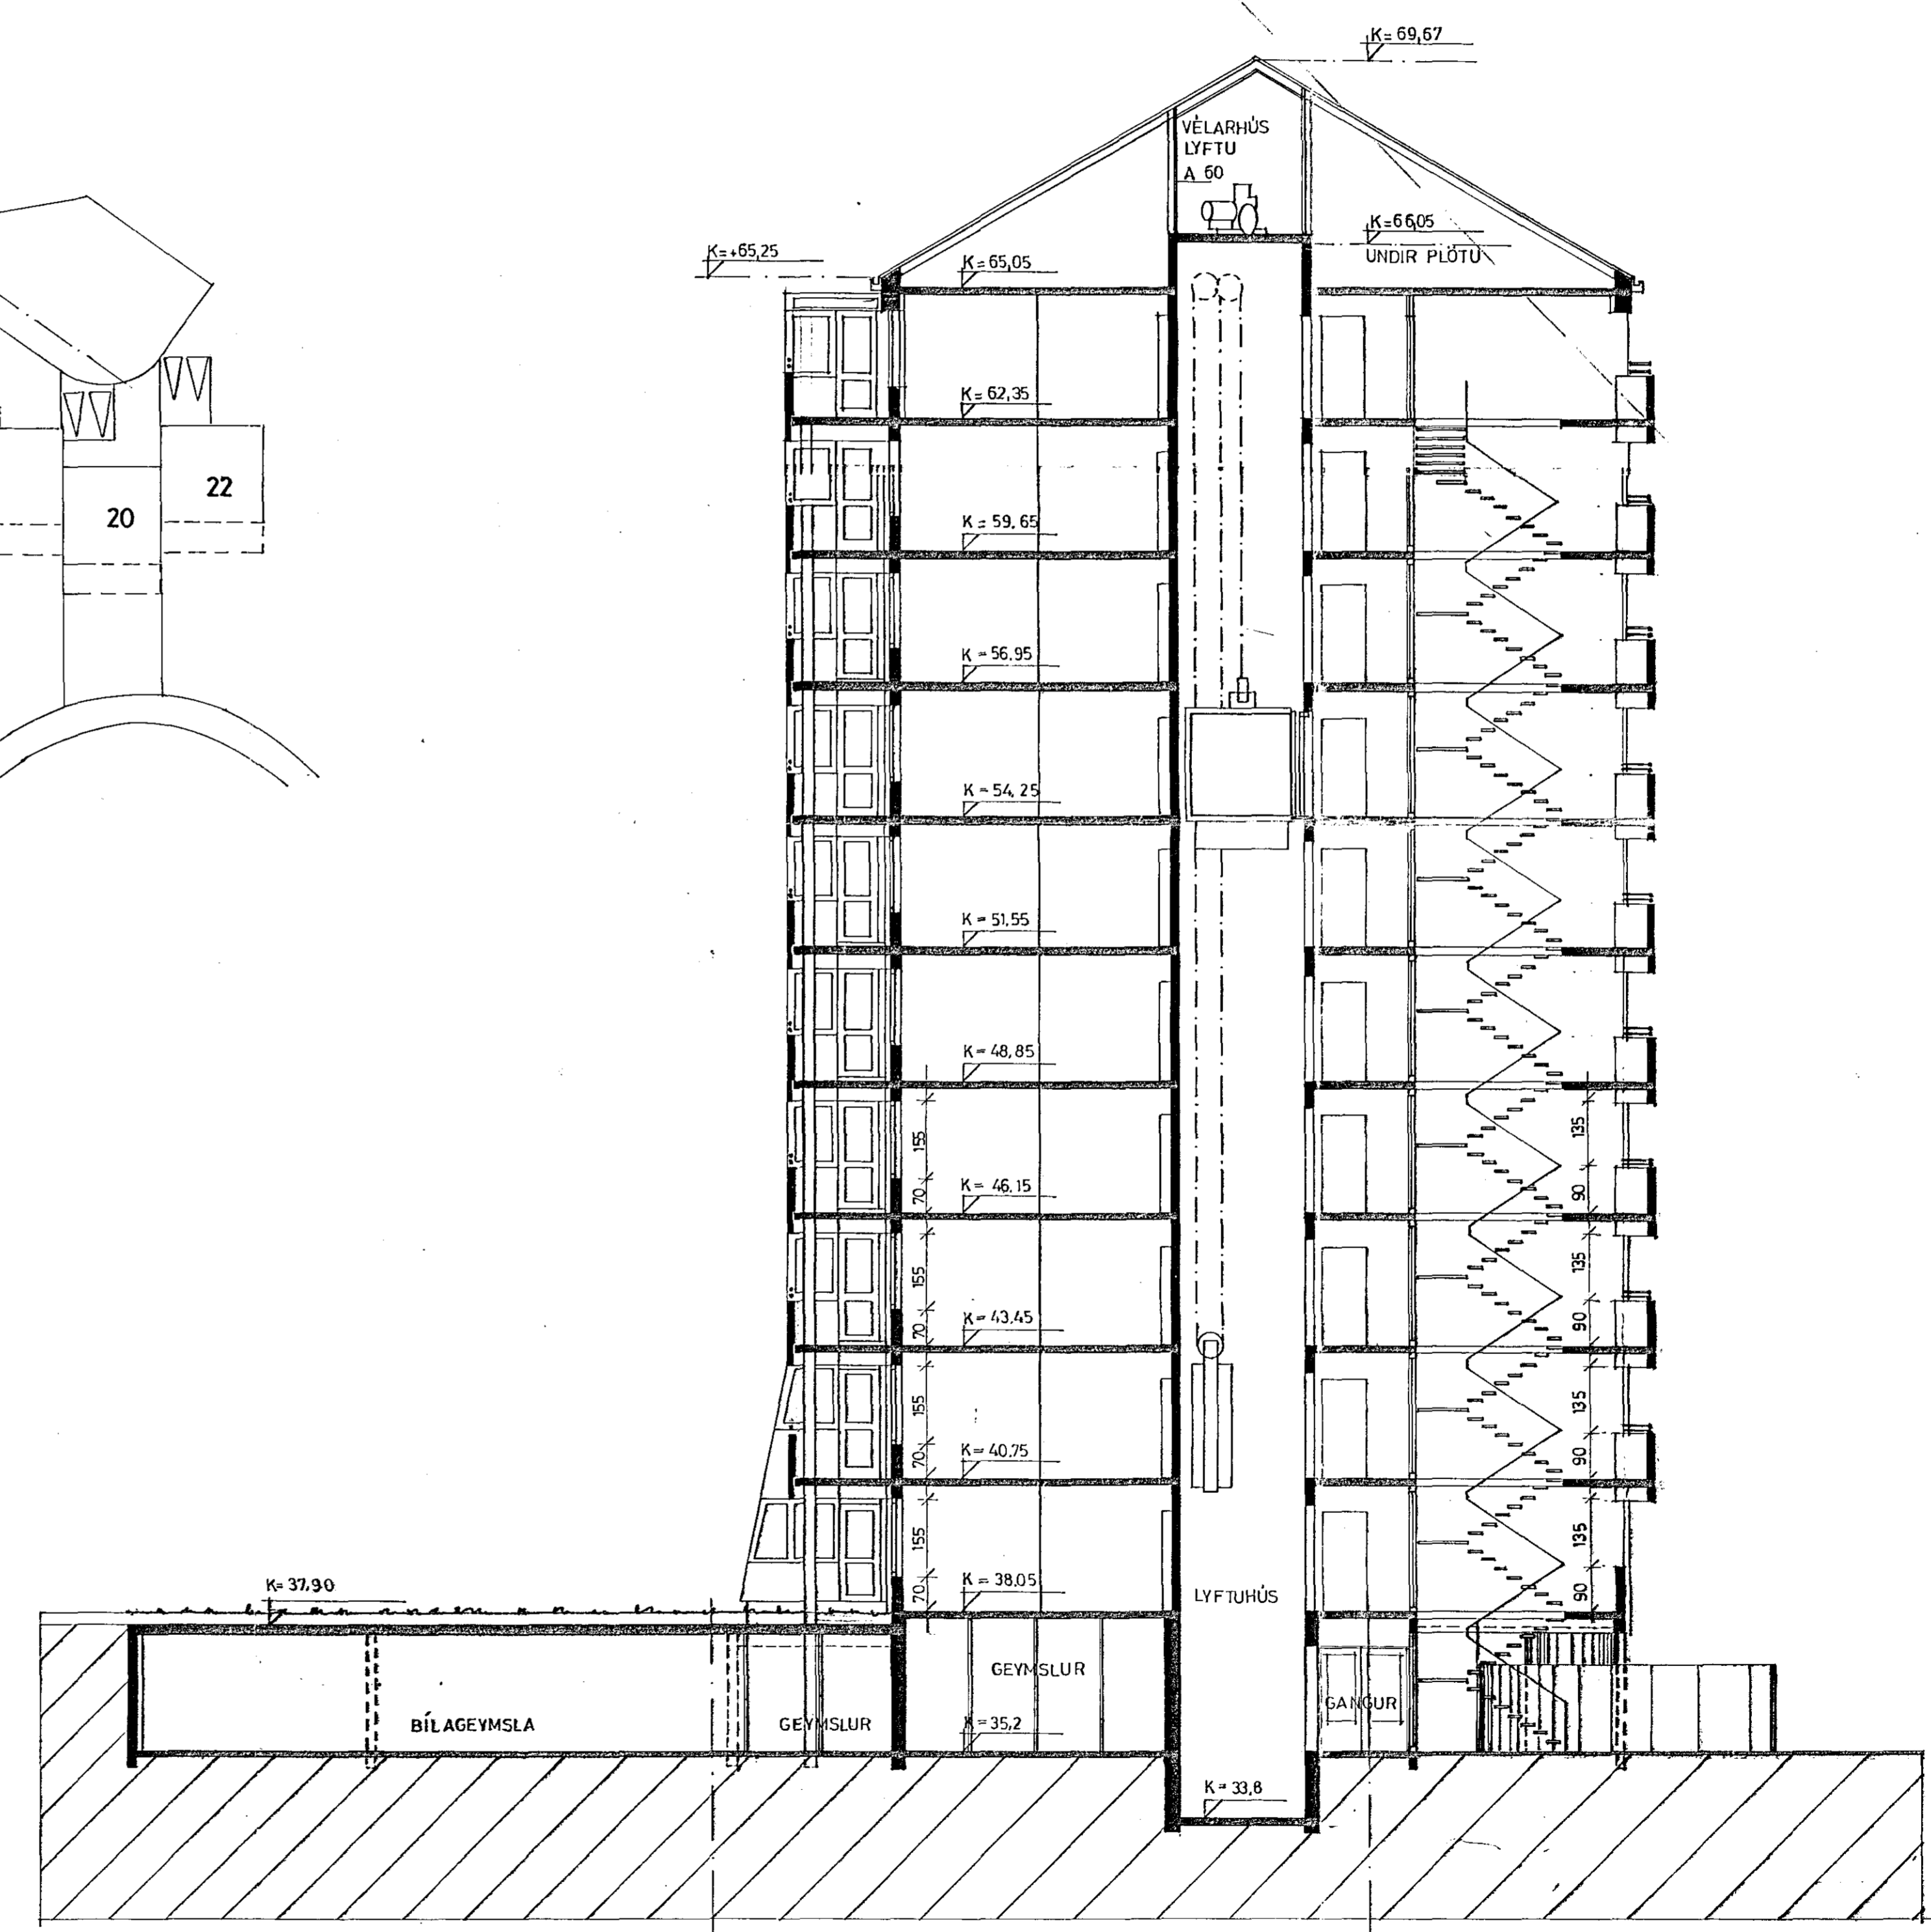 K= 69,67
VÉLARHÚS
LYFTU
A 60
K=66,05
UNDIR PLÖTU
K=+65,25
K= 65,05
K= 62,35
22
20
K= 59,65
K= 56,95
K= 54,25
K= 51,55
K= 48,85
155
135
70
K= 46,15
90
155
135
70
K= 43,45
90
155
135
70
K= 40,75
90
155
135
70
K= 38,05
90
K= 37,90
LYFTUHÚS
GEYMSLUR
GANGUR
BÍLAGEYMSLA
GEYMSLUR
K= 35,2
K= 33,8